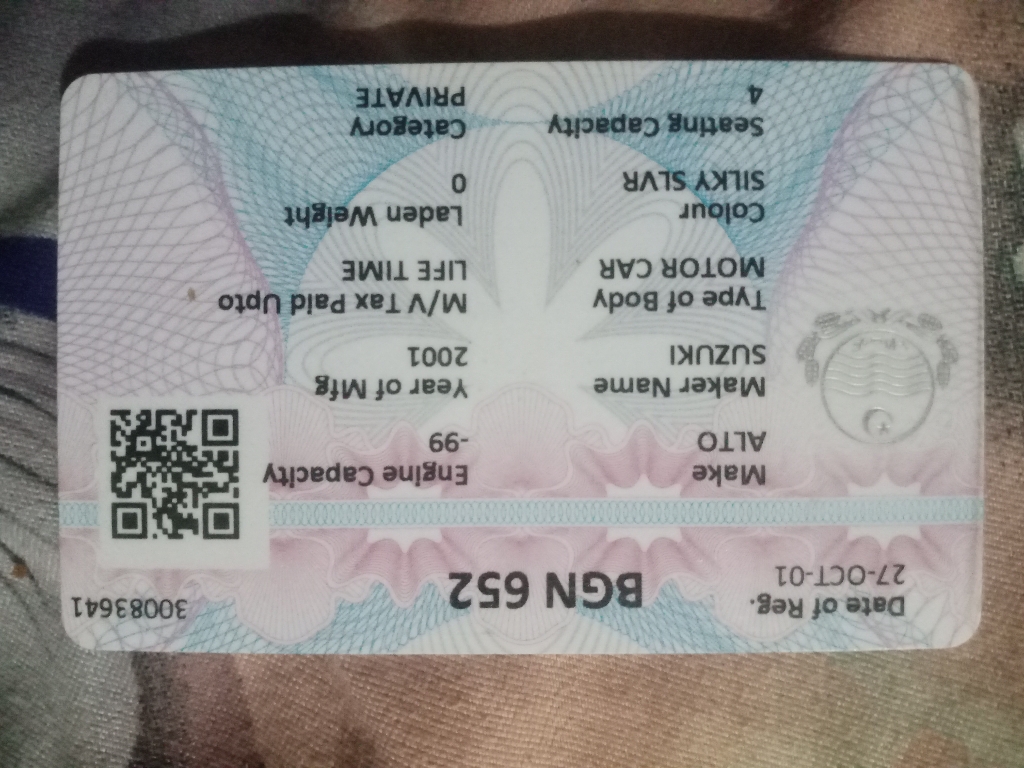 Date of Reg.
27-OCT-01
BGN 652
30083641
Make
ALTO
Engine Capacity
-99
Maker Name
SUZUKI
Year of Mfg
2001
Type of Body
MOTOR CAR
M/V Tax Paid Upto
LIFE TIME
Colour
SILKY SLVR
Laden Weight
0
Seating Capacity
4
Category
PRIVATE